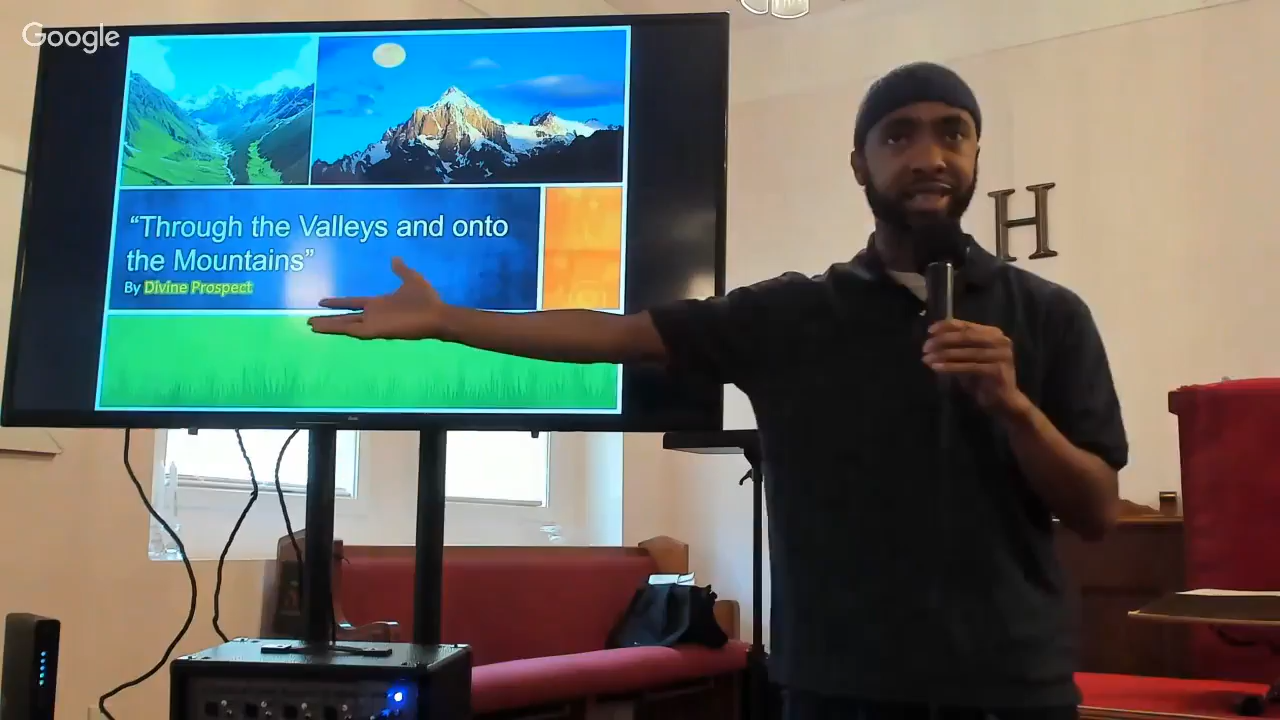 Google
“Through the Valleys and onto
the Mountains”
By Divine Prospect
H